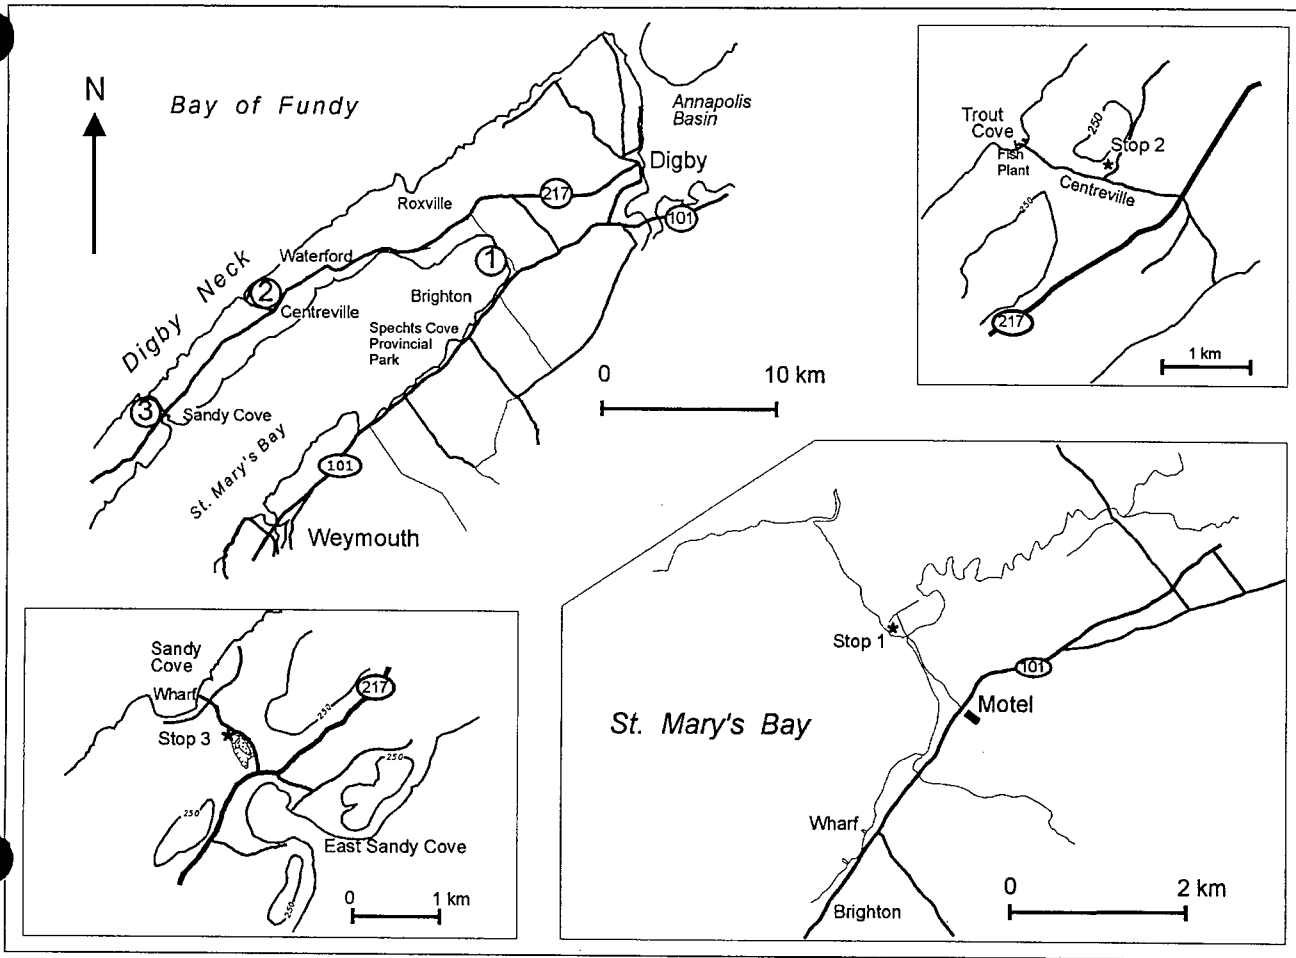 N
Bay of Fundy
Annapolis
Basin
Digby
217
101
Roxville
1
Waterford
Digby Neck
2
Centreville
Brighton
Spechts Cove
Provincial
Park
0 10 km
3
Sandy Cove
St. Mary's Bay
101
Weymouth
Trout
Cove
Fish
Plant
250
Stop 2
Centreville
250
217
1 km
Sandy
Cove
Wharf
217
250
Stop 3
250
250
East Sandy Cove
250
0 1 km
Stop 1
101
Motel
St. Mary's Bay
Wharf
Brighton
0 2 km